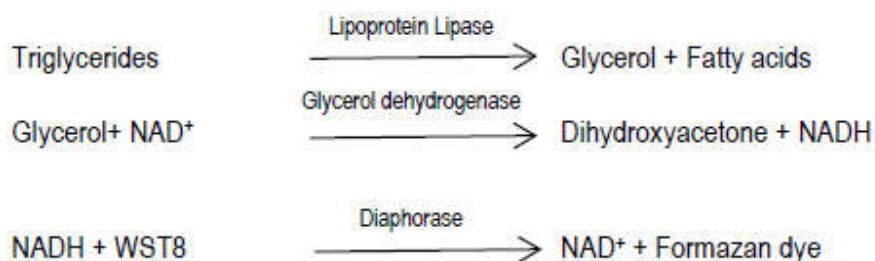 Lipoprotein Lipase
Triglycerides Glycerol + Fatty acids
Glycerol dehydrogenase
Glycerol+ NAD⁺ Dihydroxyacetone + NADH
Diaphorase
NADH + WST8 NAD⁺ + Formazan dye